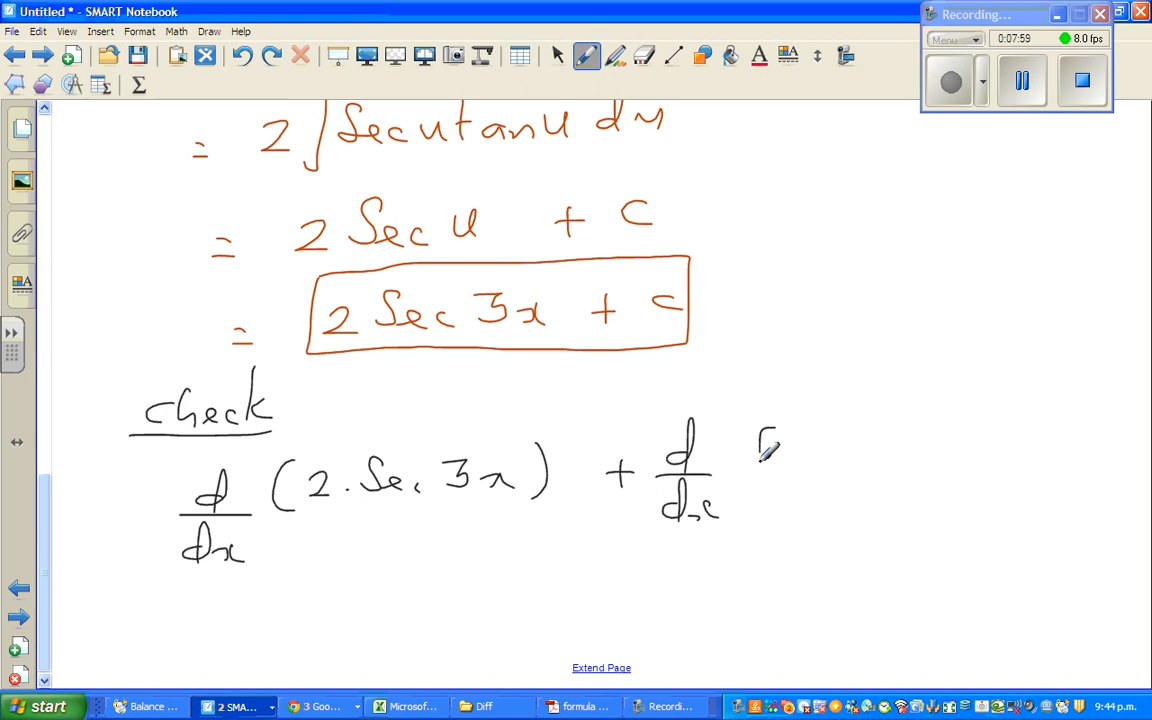 Untitled * - SMART Notebook
Recording...
File Edit View Insert Format Math Draw Help
Menu
0:07:59
8.0 fps
= 2 ∫ Sec u tan u du
= 2 Sec u + C
= 2 Sec 3x + C
check
d/dx (2. Sec 3x) + d/dx
Extend Page
start
Balance ...
2 SMA...
3 Goo...
Microsof...
Diff
formula ...
Recordi...
9:44 p.m.